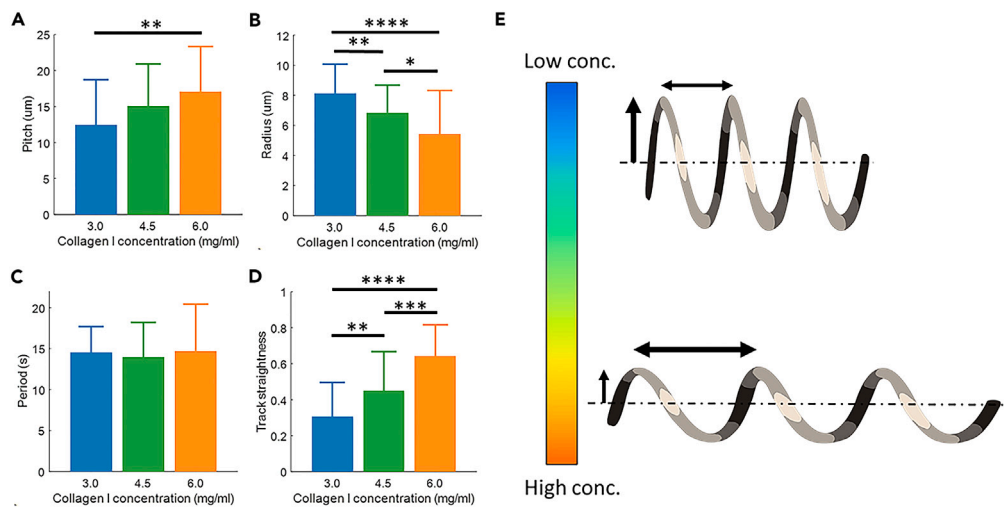 A
**
Pitch (um)
25
20
15
10
5
0
3.0 4.5 6.0
Collagen I concentration (mg/ml)
B
****
**
*
Radius (um)
12
10
8
6
4
2
0
3.0 4.5 6.0
Collagen I concentration (mg/ml)
C
Period (s)
20
15
10
5
0
3.0 4.5 6.0
Collagen I concentration (mg/ml)
D
****
***
**
Track straightness
1
0.8
0.6
0.4
0.2
0
3.0 4.5 6.0
Collagen I concentration (mg/ml)
E
Low conc.
High conc.